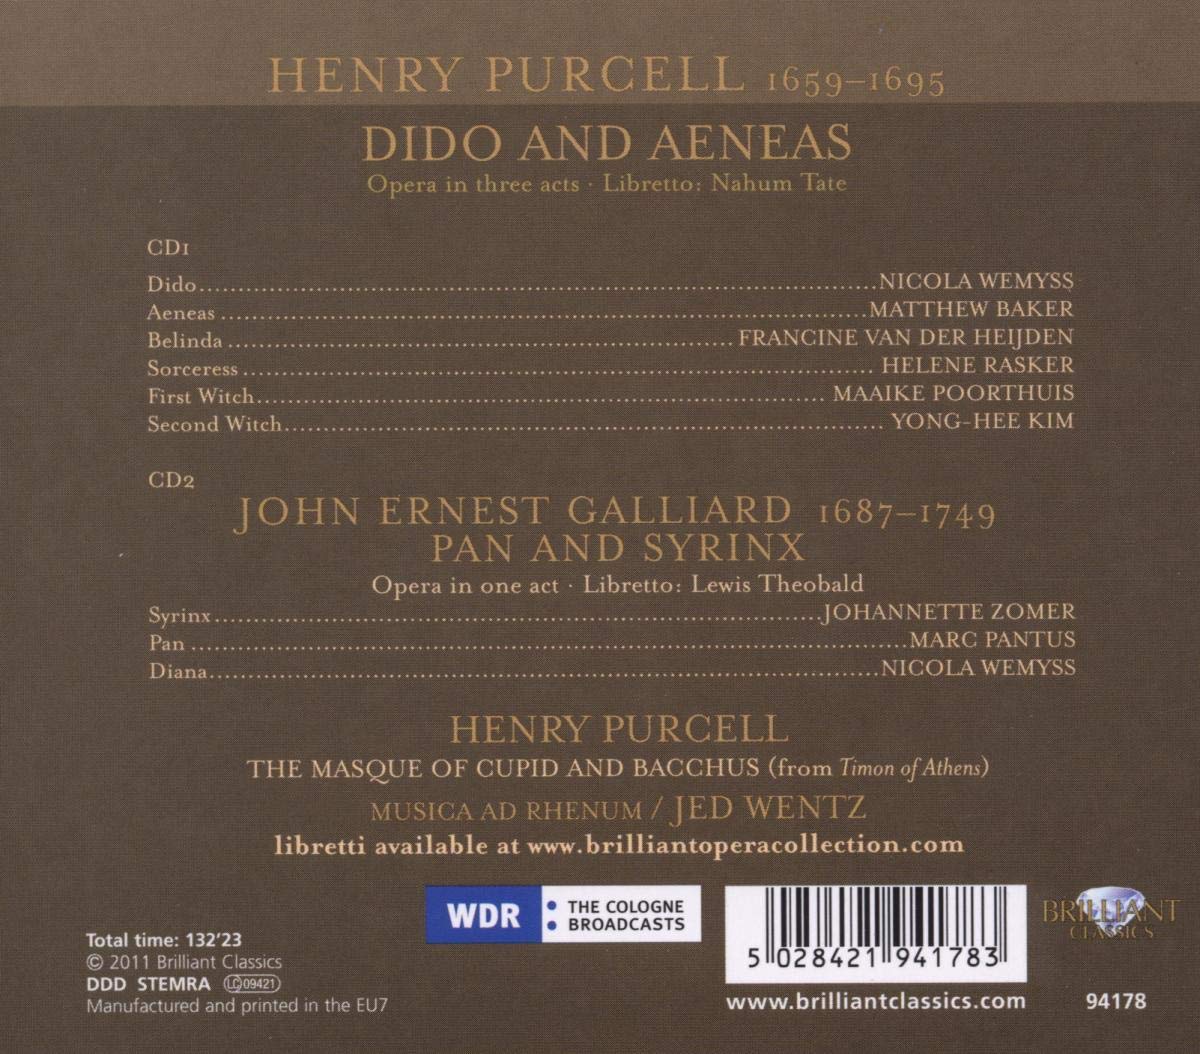 HENRY PURCELL 1659–1695
DIDO AND AENEAS
Opera in three acts · Libretto: Nahum Tate
CD1
Dido NICOLA WEMYSS
Aeneas MATTHEW BAKER
Belinda FRANCINE VAN DER HEIJDEN
Sorceress HELENE RASKER
First Witch MAAIKE POORTHUIS
Second Witch YONG-HEE KIM
CD2
JOHN ERNEST GALLIARD 1687–1749
PAN AND SYRINX
Opera in one act · Libretto: Lewis Theobald
Syrinx JOHANNETTE ZOMER
Pan MARC PANTUS
Diana NICOLA WEMYSS
HENRY PURCELL
THE MASQUE OF CUPID AND BACCHUS (from Timon of Athens)
MUSICA AD RHENUM / JED WENTZ
libretti available at www.brilliantoperacollection.com
WDR: THE COLOGNE
BROADCASTS
Total time: 132'23
© 2011 Brilliant Classics
DDD STEMRA LC 09421
Manufactured and printed in the EU7
5 028421 941783
www.brilliantclassics.com
BRILLIANT
CLASSICS
94178